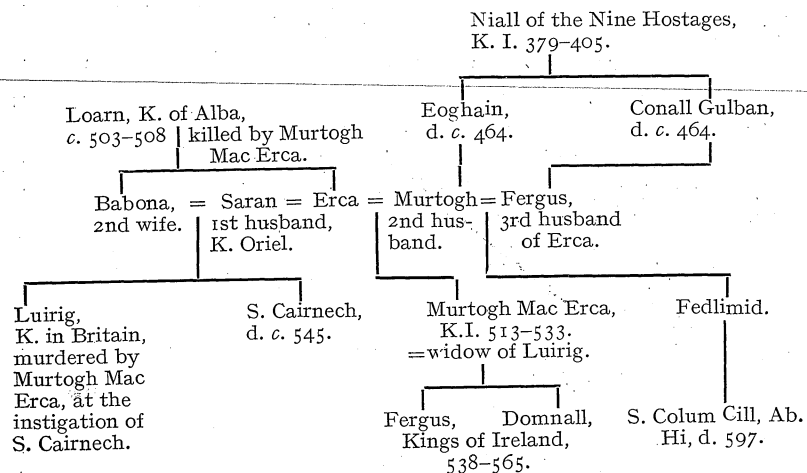 Niall of the Nine Hostages,
K. I. 379–405.
Loarn, K. of Alba,
c. 503–508 killed by Murtogh
Mac Erca.
Eoghain,
d. c. 464.
Conall Gulban,
d. c. 464.
Babona, = Saran = Erca = Murtogh = Fergus,
2nd wife. 1st husband, 2nd hus- 3rd husband
K. Oriel. band. of Erca.
Luirig,
K. in Britain,
murdered by
Murtogh Mac
Erca, at the
instigation of
S. Cairnech.
S. Cairnech,
d. c. 545.
Murtogh Mac Erca,
K.I. 513–533.
=widow of Luirig.
Fedlimid.
Fergus, Domnall,
Kings of Ireland,
538–565.
S. Colum Cill, Ab.
Hi, d. 597.